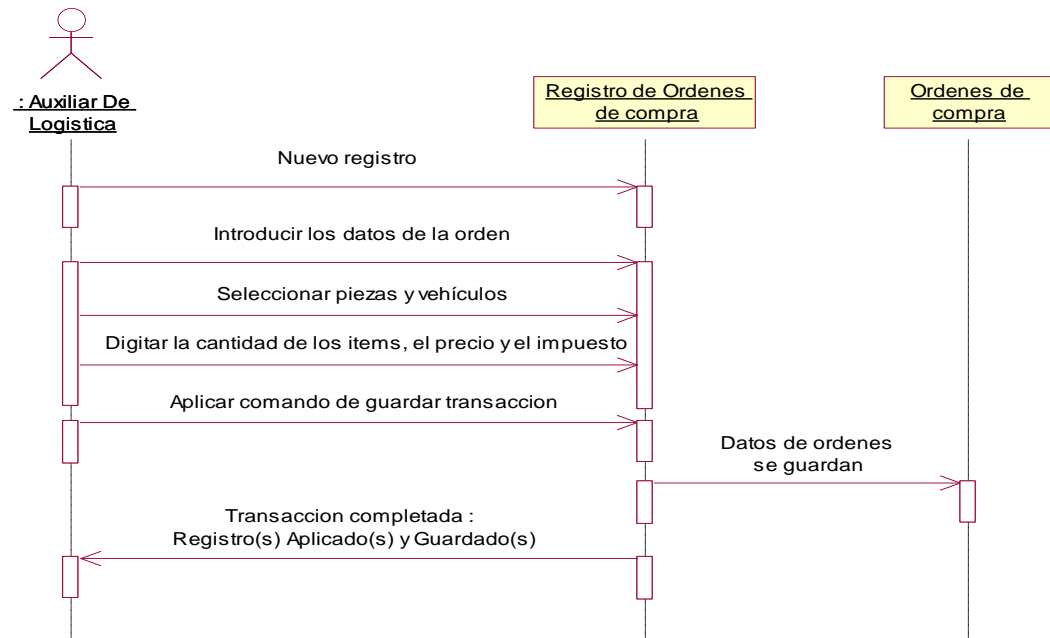 : Auxiliar De
Logistica
Registro de Ordenes
de compra
Ordenes de
compra
Nuevo registro
Introducir los datos de la orden
Seleccionar piezas y vehículos
Digitar la cantidad de los items, el precio y el impuesto
Aplicar comando de guardar transaccion
Datos de ordenes
se guardan
Transaccion completada :
Registro(s) Aplicado(s) y Guardado(s)